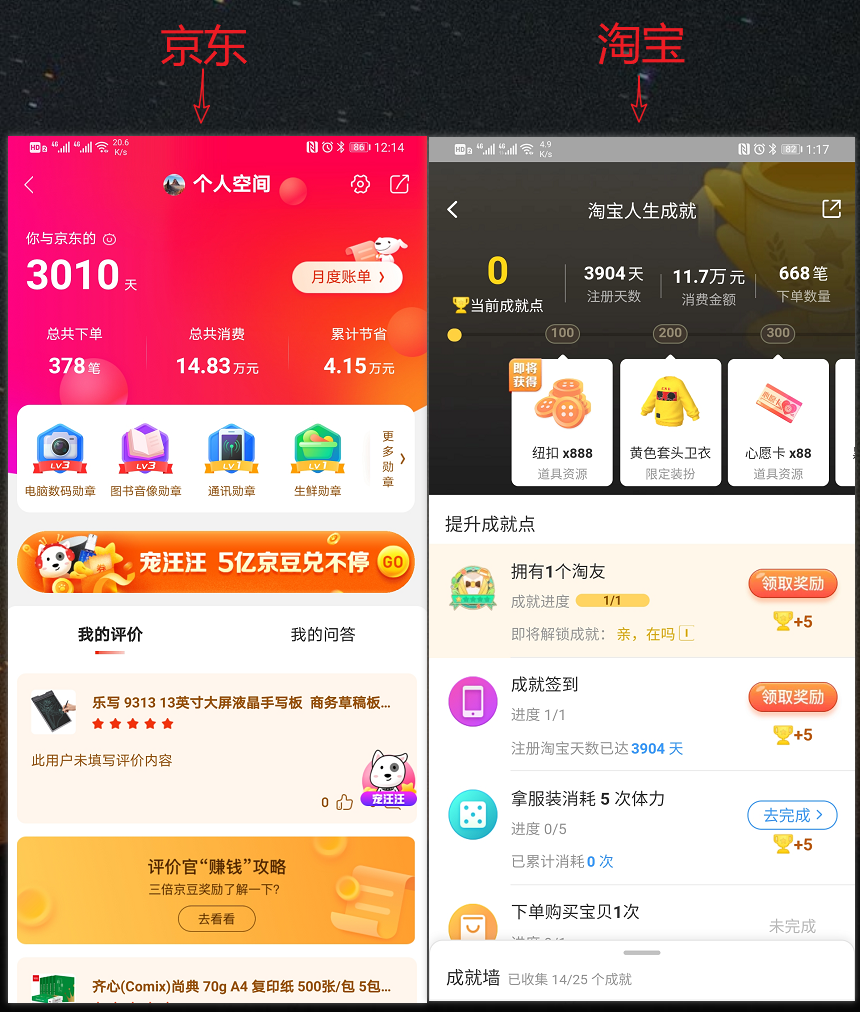 京东
淘宝
HD 2 4G 4G 20.6 K/s
86 12:14
个人空间
你与京东的
3010 天
月度账单
总共下单
总共消费
累计节省
378 笔
14.83 万元
4.15 万元
LV.3
LV.3
LV.1
LV.1
电脑数码勋章
图书音像勋章
通讯勋章
生鲜勋章
更多勋章
宠汪汪 5亿京豆兑不停 GO
我的评价
我的问答
乐写 9313 13英寸大屏液晶手写板 商务草稿板...
此用户未填写评价内容
0
宠汪汪
评价官“赚钱”攻略
三倍京豆奖励了解一下?
去看看
齐心(Comix)尚典 70g A4 复印纸 500张/包 5包...
HD 2 4G 4G 4.9 K/s
82 1:17
淘宝人生成就
0
当前成就点
3904 天
注册天数
11.7万 元
消费金额
668 笔
下单数量
100
200
300
即将获得
纽扣 x888
道具资源
黄色套头卫衣
限定装扮
心愿卡 x88
道具资源
提升成就点
拥有1个淘友
成就进度 1/1
即将解锁成就： 亲，在吗
领取奖励
+5
成就签到
进度 1/1
注册淘宝天数已达 3904 天
领取奖励
+5
拿服装消耗 5 次体力
进度 0/5
已累计消耗 0 次
去完成
+5
下单购买宝贝1次
未完成
成就墙 已收集 14/25 个成就